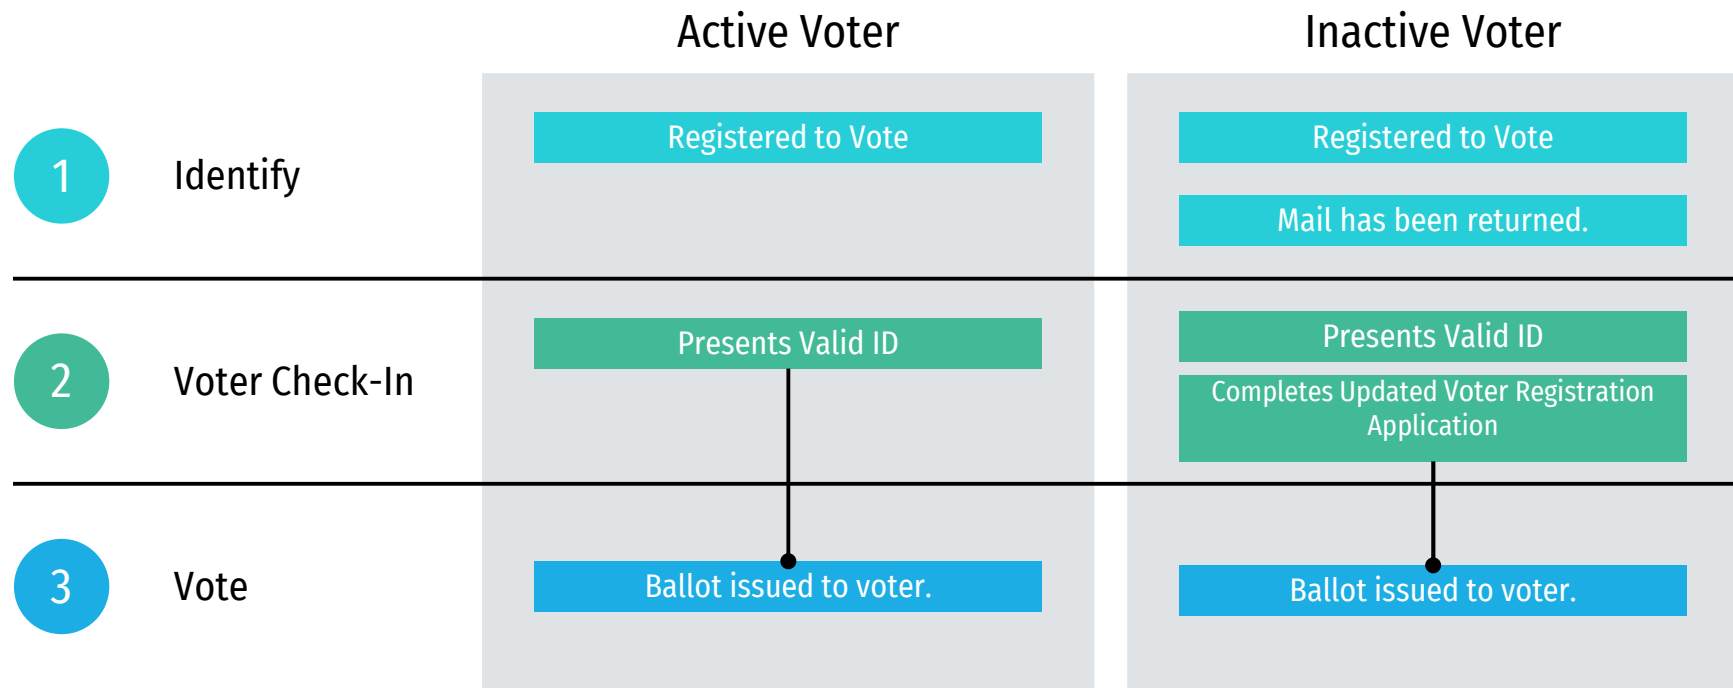 Active Voter
Inactive Voter
1
Identify
Registered to Vote
Registered to Vote
Mail has been returned.
2
Voter Check-In
Presents Valid ID
Presents Valid ID
Completes Updated Voter Registration
Application
3
Vote
Ballot issued to voter.
Ballot issued to voter.